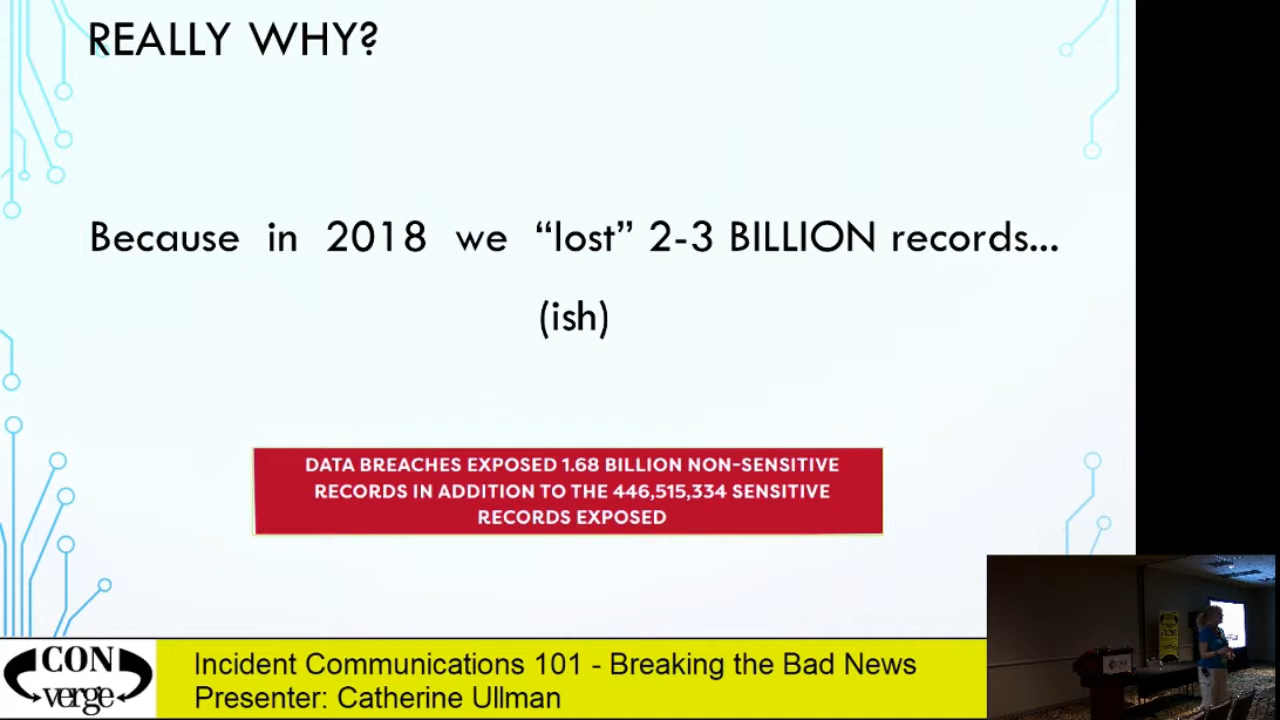 REALLY WHY?
Because in 2018 we “lost” 2-3 BILLION records...
(ish)
DATA BREACHES EXPOSED 1.68 BILLION NON-SENSITIVE
RECORDS IN ADDITION TO THE 446,515,334 SENSITIVE
RECORDS EXPOSED
CON
verge
Incident Communications 101 - Breaking the Bad News
Presenter: Catherine Ullman